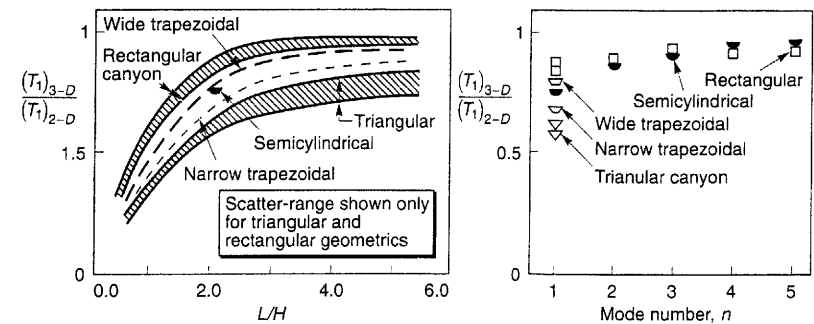 1
Wide trapezoidal
Rectangular
canyon
(T₁)₃₋D
(T₁)₂₋D
1.5
Triangular
Semicylindrical
Narrow trapezoidal
Scatter-range shown only
for triangular and
rectangular geometrics
0
0.0 2.0 4.0 6.0
L/H
1
(T₁)₃₋D
(T₁)₂₋D
0.5
0
Rectangular
Semicylindrical
Wide trapezoidal
Narrow trapezoidal
Trianular canyon
1 2 3 4 5
Mode number, n